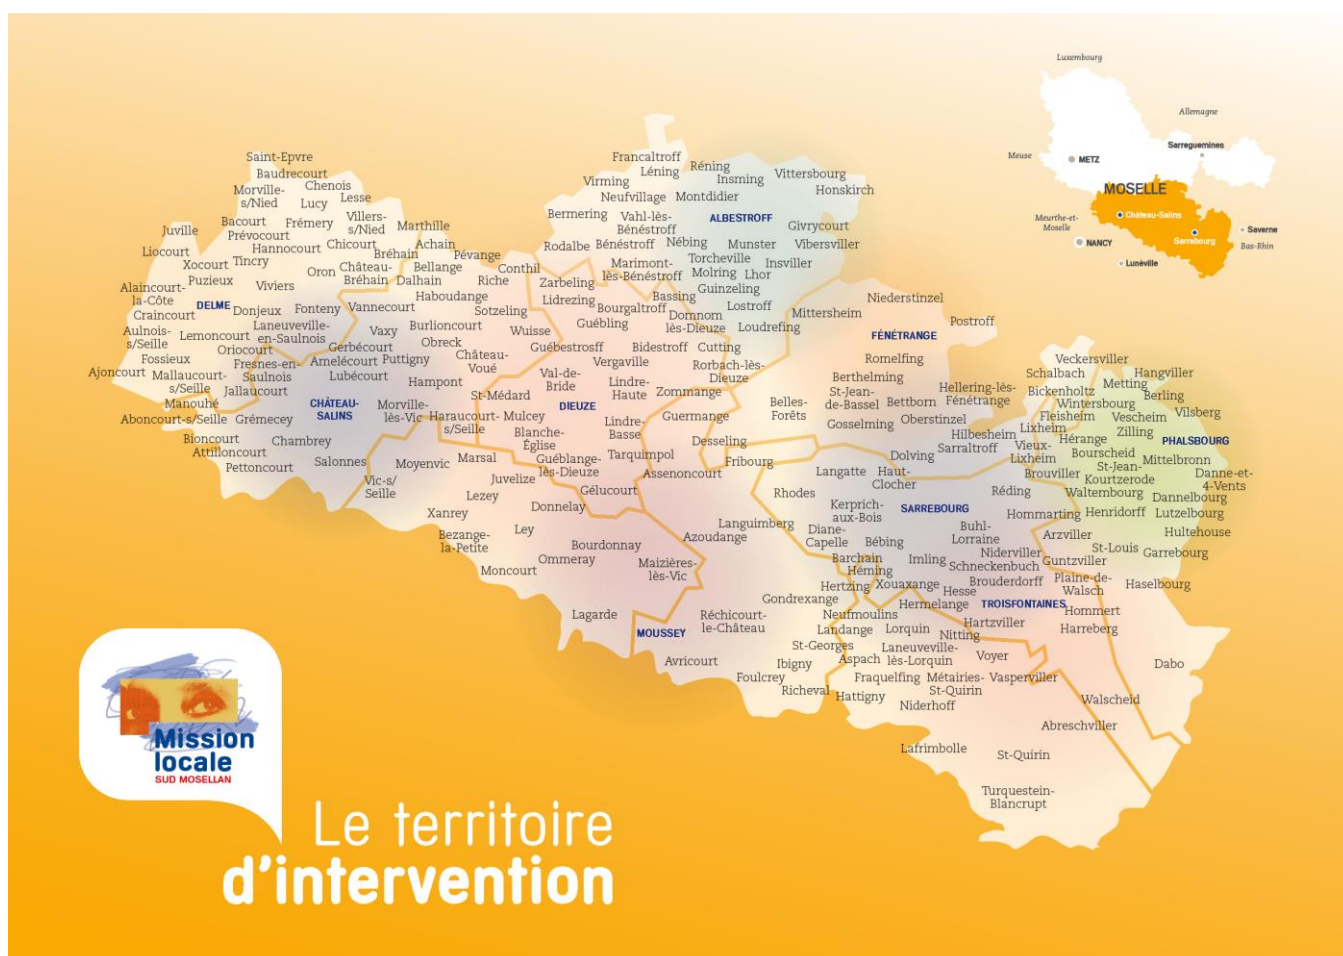 Luxembourg
Allemagne
Sarreguemines
Meuse
METZ
MOSELLE
Château-Salins
Meurthe-et-
Moselle
NANCY
Sarrebourg
Saverne
Bas-Rhin
Lunéville
Saint-Epvre
Baudrecourt
Morville-
s/Nied
Chenois
Lucy
Lesse
Juville
Bacourt
Prévocourt
Frémery
Villers-
s/Nied
Marthille
Liocourt
Hannocourt
Chicourt
Bréhain
Achain
Pévange
Xocourt
Tincry
Puzieux
Viviers
Oron
Château-
Bréhain
Dalhain
Bellange
Riche
Conthil
Haboudange
Sotzeling
Alaincourt-
la-Côte
Craincourt
DELME
Donjeux
Fonteny
Vannecourt
Aulnois-
s/Seille
Lemoncourt
Laneuveville-
en-Saulnois
Vaxy
Burlioncourt
Wuisse
Fossieux
Oriocourt
Gerbécourt
Obreck
Ajoncourt
Mallaucourt-
s/Seille
Fresnes-en-
Saulnois
Amelécourt
Puttigny
Château-
Voué
Jallaucourt
Lubécourt
Hampont
Manouhé
CHÂTEAU-
SALINS
Morville-
lès-Vic
Haraucourt-
s/Seille
St-Médard
Aboncourt-s/Seille
Grémecey
Bioncourt
Attilloncourt
Chambrey
Pettoncourt
Salonnes
Moyenvic
Marsal
Vic-s/
Seille
Juvelize
Lezey
Xanrey
Donnelay
Ley
Bezange-
la-Petite
Bourdonnay
Ommeray
Moncourt
Maizières-
lès-Vic
Lagarde
Francaltroff
Léning
Réning
Insming
Vittersbourg
Honskirch
Virming
Neufvillage
Montdidier
Bermering
Vahl-lès-
Bénestroff
ALBESTROFF
Givrycourt
Rodalbe
Bénestroff
Nébing
Munster
Vibersviller
Marimont-
lès-Bénestroff
Torcheville
Insviller
Molring
Lhor
Guinzeling
Zarbeling
Lidrezing
Bassing
Lostroff
Bourgaltroff
Domnom
lès-Dieuze
Loudrefing
Mittersheim
Guébling
Guébestrosff
Bidestroff
Cutting
Vergaville
Rorbach-lès-
Dieuze
Val-de-
Bride
Lindre-
Haute
Zommange
DIEUZE
Mulcey
Lindre-
Basse
Guermange
Blanche-
Église
Desseling
Tarquimpol
Guéblange-
lès-Dieuze
Assenoncourt
Fribourg
Gélucourt
Languimberg
Azoudange
Belles-
Forêts
Niederstinzel
Postroff
FÉNÉTRANGE
Romelfing
Berthelming
St-Jean-
de-Bassel
Bettborn
Hellering-lès-
Fénétrange
Gosselming
Oberstinzel
Hilbesheim
Dolving
Sarraltroff
Langatte
Haut-
Clocher
Rhodes
Kerprich-
aux-Bois
SARREBOURG
Réding
Hommarting
Diane-
Capelle
Bébing
Buhl-
Lorraine
Barchain
Imling
Niderviller
Schneckenbuch
Héming
Hertzing
Xouaxange
Brouderdorff
Hesse
Gondrexange
Hermelange
TROISFONTAINES
Plaine-de-
Walsch
Hommert
Neufmoulins
Hartzviller
Harreberg
Landange
Lorquin
Nitting
MOUSSEY
Réchicourt-
le-Château
St-Georges
Laneuveville-
lès-Lorquin
Voyer
Avricourt
Ibigny
Aspach
Foulcrey
Fraquelfing
Métairies-
St-Quirin
Vasperviller
Richeval
Hattigny
Niderhoff
Dabo
Walscheid
Abreschviller
Lafrimbolle
St-Quirin
Turquestein-
Blancrupt
Veckersviller
Schalbach
Hangviller
Metting
Bickenholtz
Berling
Wintersbourg
Fleisheim
Vescheim
Vilsberg
Lixheim
Zilling
PHALSBOURG
Vieux-
Lixheim
Hérange
Bourscheid
Mittelbronn
Brouviller
St-Jean-
Kourtzerode
Danne-et-
4-Vents
Waltembourg
Dannelbourg
Henridorff
Lutzelbourg
Arzviller
Hultehouse
St-Louis
Garrebourg
Guntzviller
Haselbourg
Mission
locale
SUD MOSELLAN
Le territoire
d'intervention